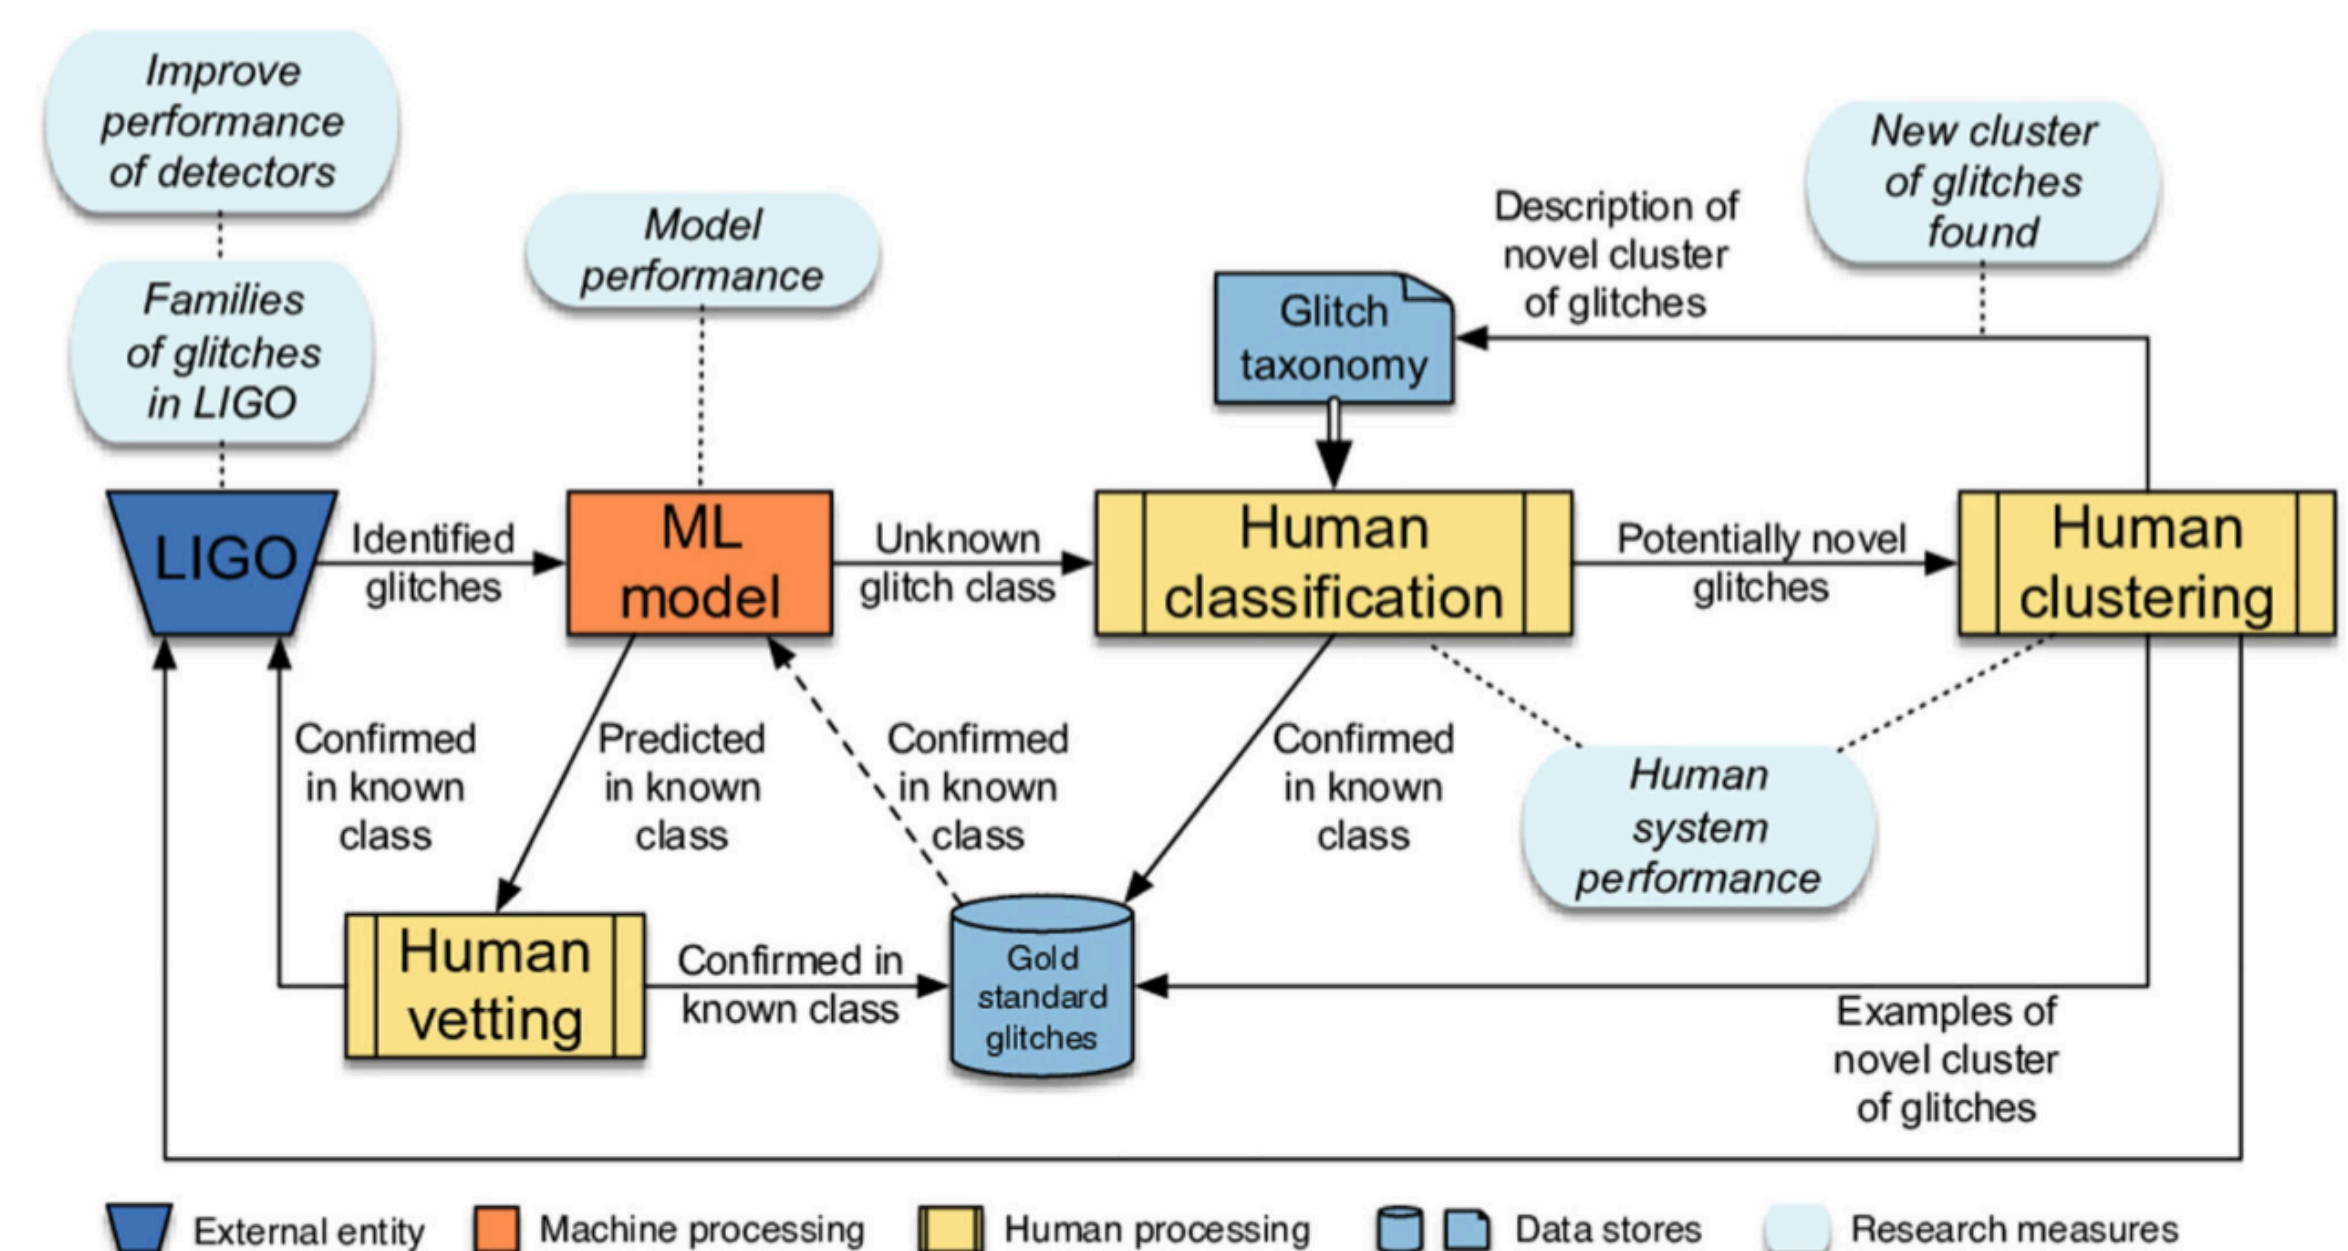 Improve
performance
of detectors
Families
of glitches
in LIGO
Model
performance
New cluster
of glitches
found
Description of
novel cluster
of glitches
Glitch
taxonomy
LIGO
Identified
glitches
ML
model
Unknown
glitch class
Human
classification
Potentially novel
glitches
Human
clustering
Confirmed
in known
class
Predicted
in known
class
Confirmed
in known
class
Confirmed
in known
class
Human
system
performance
Human
vetting
Confirmed in
known class
Gold
standard
glitches
Examples of
novel cluster
of glitches
External entity
Machine processing
Human processing
Data stores
Research measures